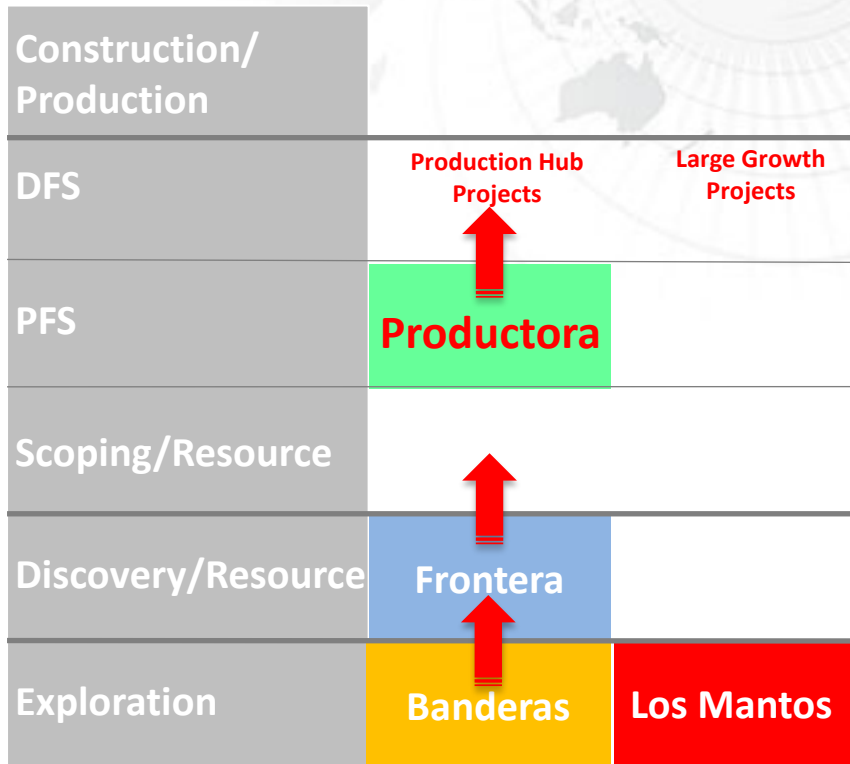 Construction/
Production
DFS
Production Hub
Projects
Large Growth
Projects
PFS
Productora
Scoping/Resource
Discovery/Resource
Frontera
Exploration
Banderas
Los Mantos